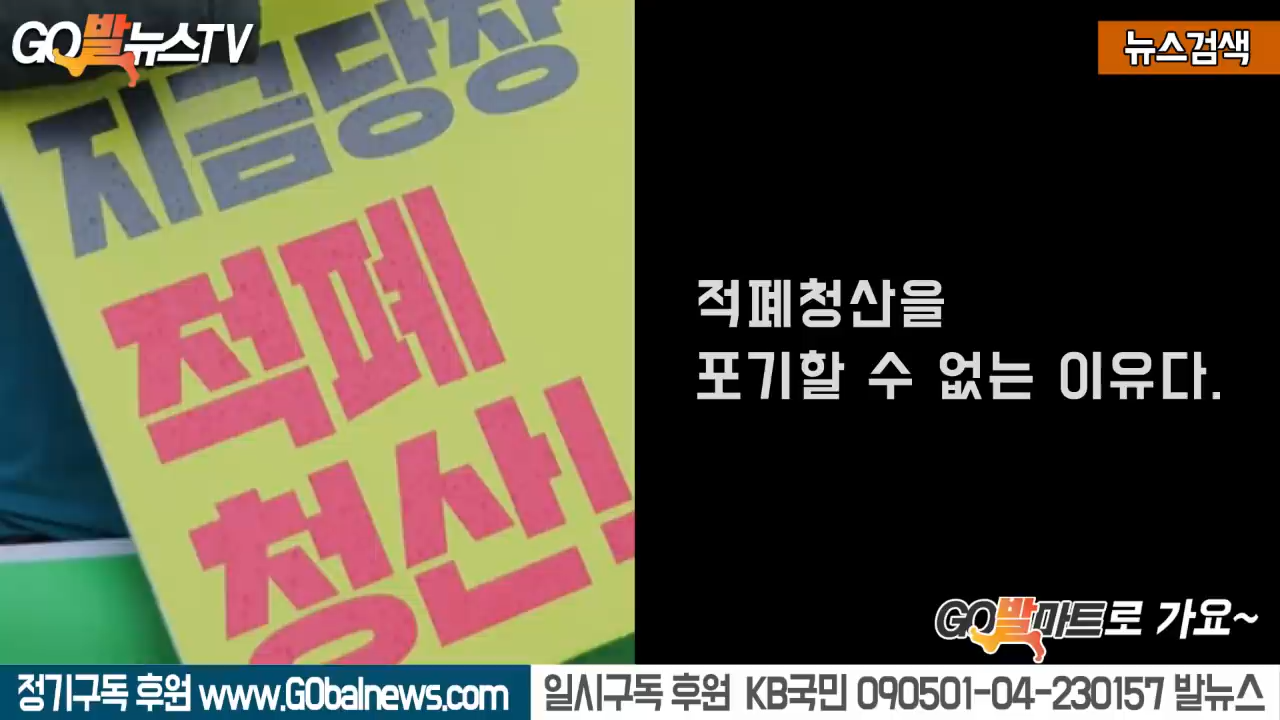 GO발뉴스TV
뉴스검색
지금당장
적폐
청산!
적폐청산을
포기할 수 없는 이유다.
GO발마트로 가요~
정기구독 후원 www.GObalnews.com
일시구독 후원 KB국민 090501-04-230157 발뉴스